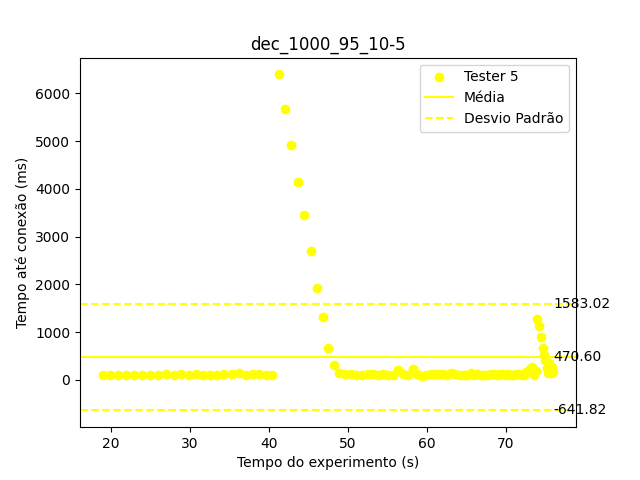 dec_1000_95_10-5
Tester 5
Média
Desvio Padrão
Tempo até conexão (ms)
6000
5000
4000
3000
2000
1000
0
1583.02
470.60
-641.82
20
30
40
50
60
70
Tempo do experimento (s)